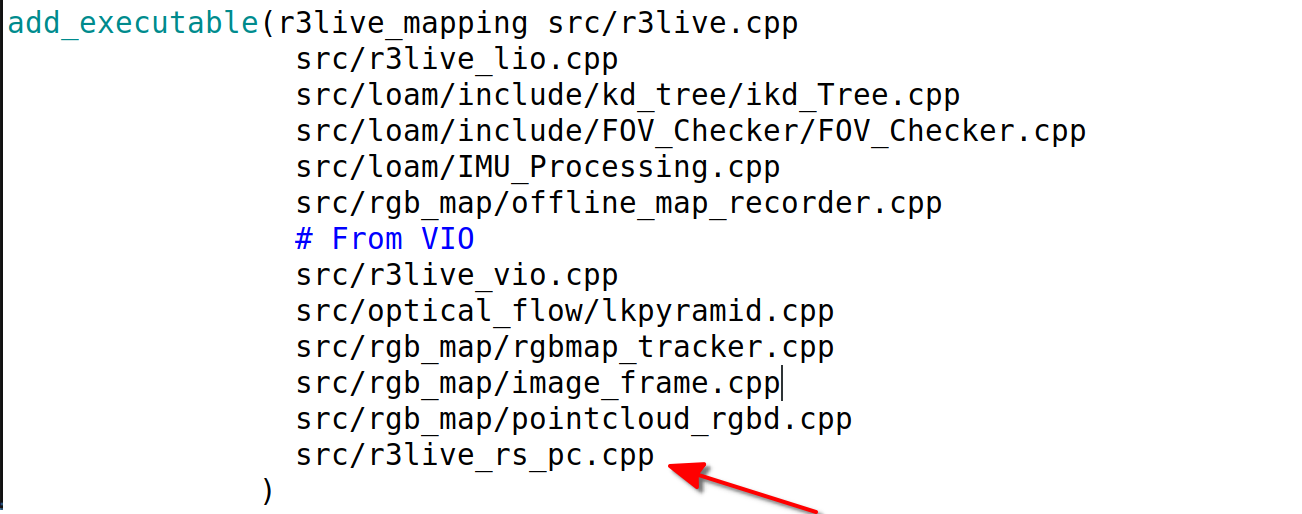 add_executable(r3live_mapping src/r3live.cpp
src/r3live_lio.cpp
src/loam/include/kd_tree/ikd_Tree.cpp
src/loam/include/FOV_Checker/FOV_Checker.cpp
src/loam/IMU_Processing.cpp
src/rgb_map/offline_map_recorder.cpp
# From VIO
src/r3live_vio.cpp
src/optical_flow/lkpyramid.cpp
src/rgb_map/rgbmap_tracker.cpp
src/rgb_map/image_frame.cpp
src/rgb_map/pointcloud_rgbd.cpp
src/r3live_rs_pc.cpp
)